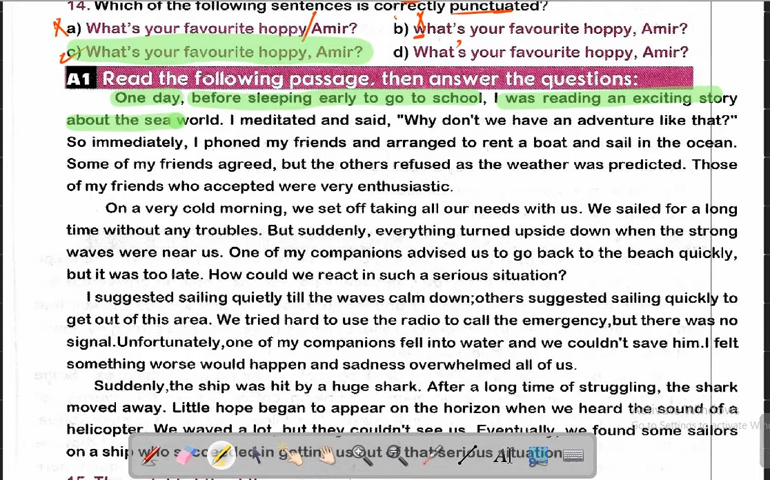 14. Which of the following sentences is correctly punctuated?
a) What's your favourite hoppy Amir? b) what's your favourite hoppy, Amir?
c) What's your favourite hoppy, Amir? d) What's your favourite hoppy, Amir?
A1 Read the following passage, then answer the questions:
One day, before sleeping early to go to school, I was reading an exciting story
about the sea world. I meditated and said, "Why don't we have an adventure like that?"
So immediately, I phoned my friends and arranged to rent a boat and sail in the ocean.
Some of my friends agreed, but the others refused as the weather was predicted. Those
of my friends who accepted were very enthusiastic.
On a very cold morning, we set off taking all our needs with us. We sailed for a long
time without any troubles. But suddenly, everything turned upside down when the strong
waves were near us. One of my companions advised us to go back to the beach quickly,
but it was too late. How could we react in such a serious situation?
I suggested sailing quietly till the waves calm down;others suggested sailing quickly to
get out of this area. We tried hard to use the radio to call the emergency,but there was no
signal.Unfortunately,one of my companions fell into water and we couldn't save him.I felt
something worse would happen and sadness overwhelmed all of us.
Suddenly,the ship was hit by a huge shark. After a long time of struggling, the shark
moved away. Little hope began to appear on the horizon when we heard the sound of a
helicopter. We waved a lot, but they couldn't see us. Eventually, we found some sailors
on a ship who succeeded in getting us out of that serious situation
Go to Settings to activate